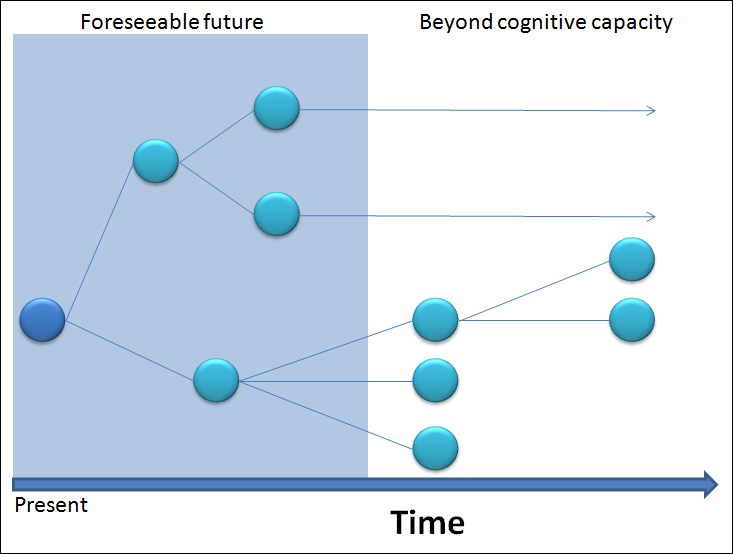 Foreseeable future
Beyond cognitive capacity
Present
Time